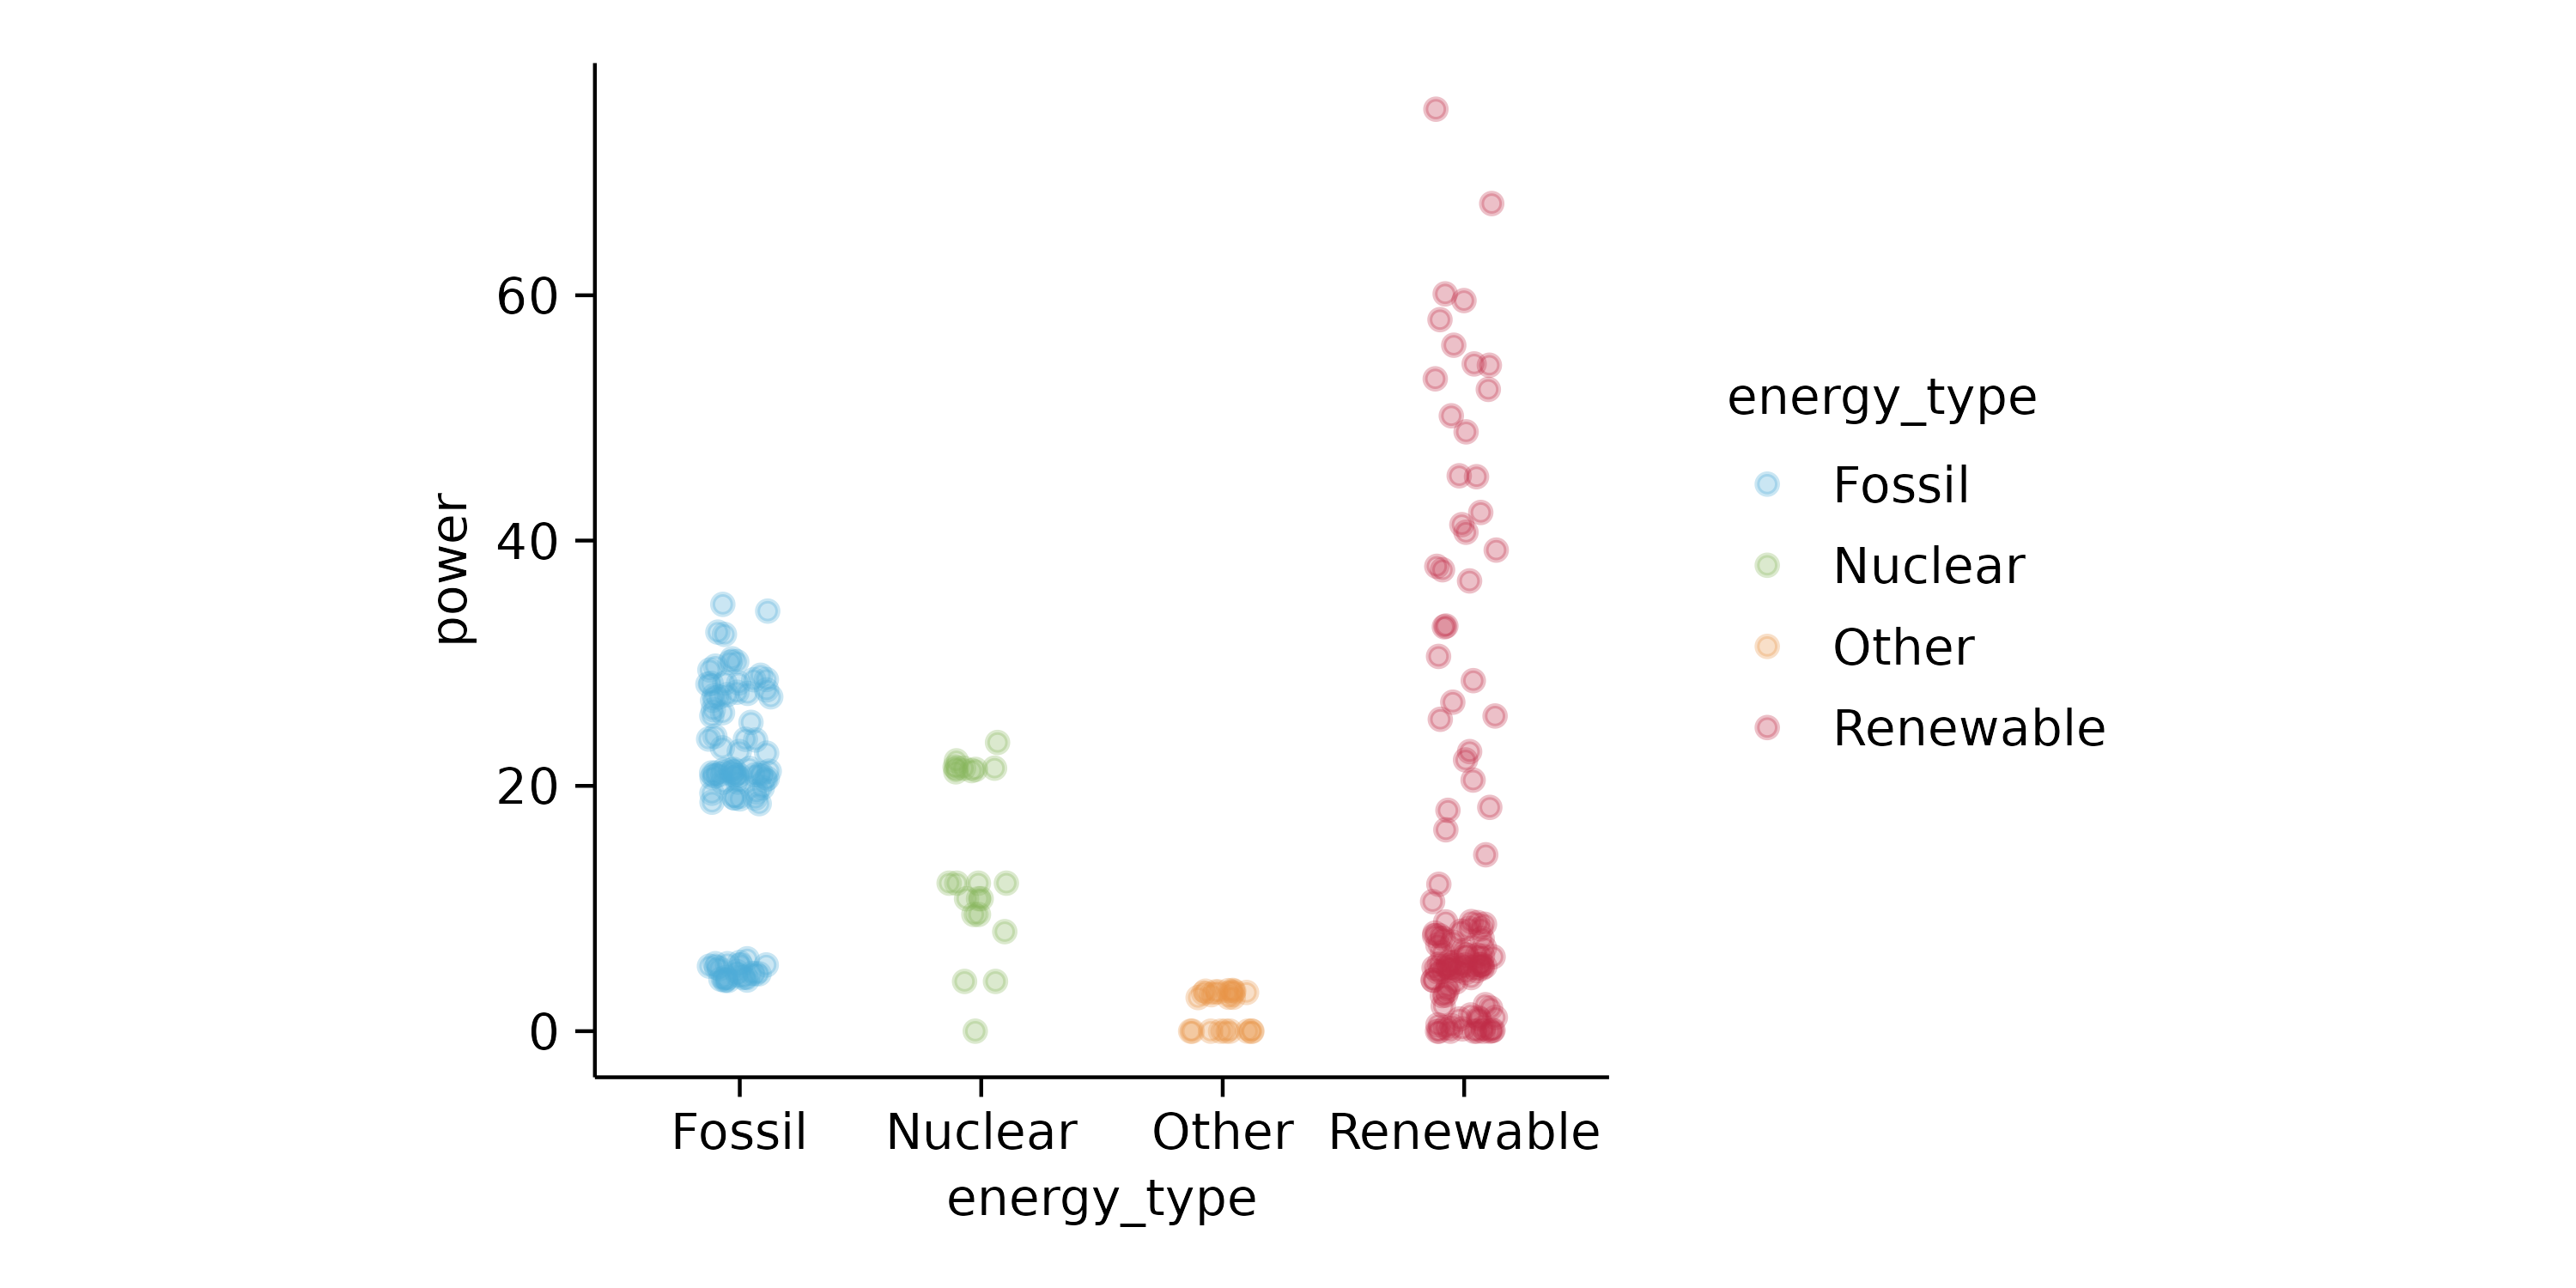 60
40
20
0
power
Fossil
Nuclear
Other
Renewable
energy_type
energy_type
Fossil
Nuclear
Other
Renewable